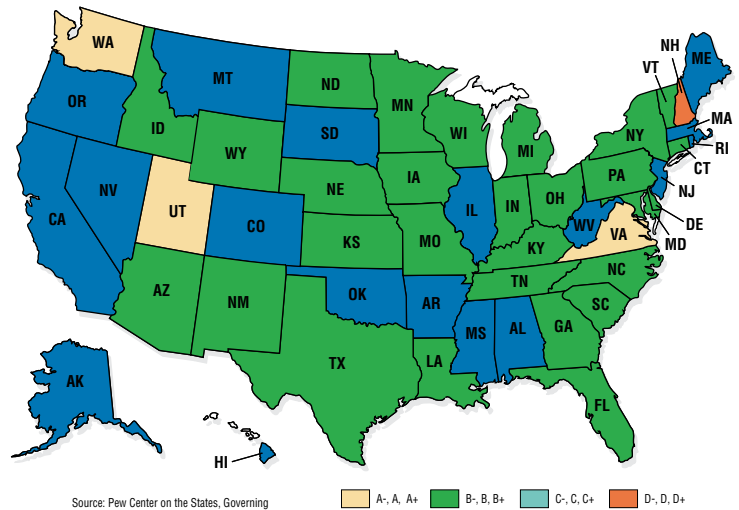 WA
NH
ME
VT
MT
ND
OR
MN
MA
ID
SD
WI
NY
RI
WY
MI
CT
IA
PA
NE
NJ
NV
OH
IL
IN
UT
CA
CO
WV
DE
VA
KS
MO
KY
MD
NC
TN
AZ
OK
SC
NM
AR
MS
AL
GA
TX
LA
AK
FL
HI
Source: Pew Center on the States, Governing
A-, A, A+
B-, B, B+
C-, C, C+
D-, D, D+